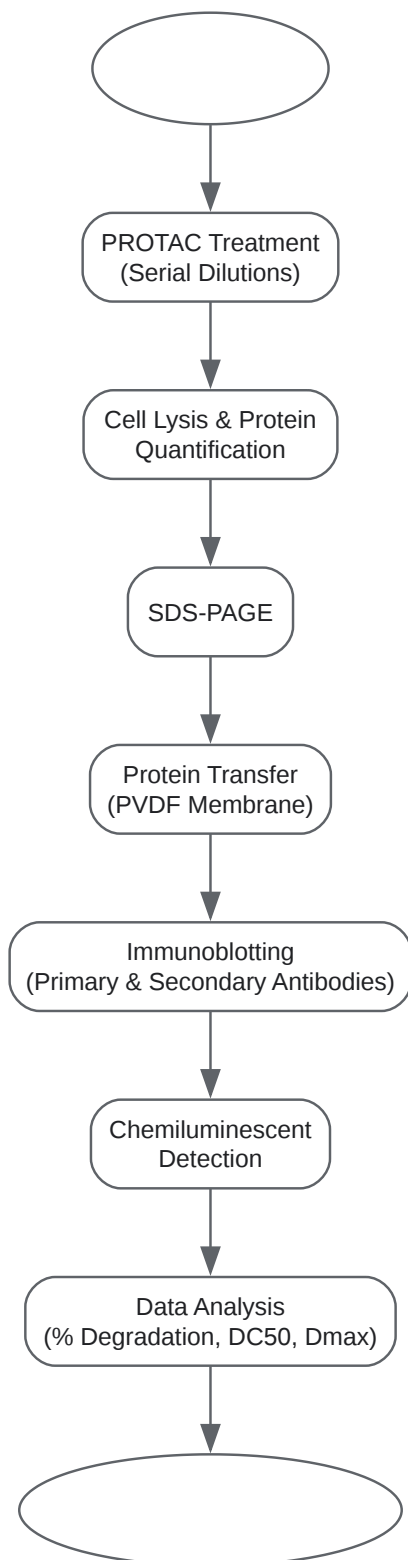 PROTAC Treatment
(Serial Dilutions)
Cell Lysis & Protein
Quantification
SDS-PAGE
Protein Transfer
(PVDF Membrane)
Immunoblotting
(Primary & Secondary Antibodies)
Chemiluminescent
Detection
Data Analysis
(% Degradation, DC50, Dmax)